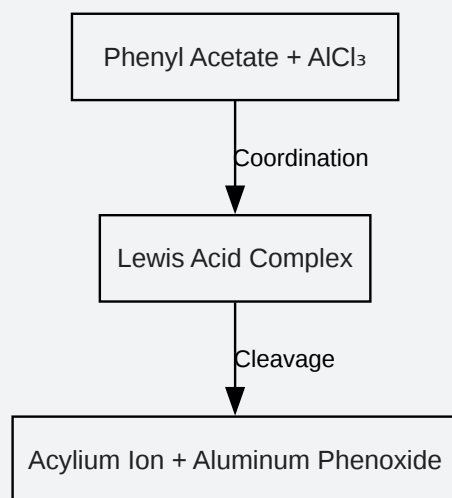 Phenyl Acetate + AlCl₃
Coordination
Lewis Acid Complex
Cleavage
Acylium Ion + Aluminum Phenoxide